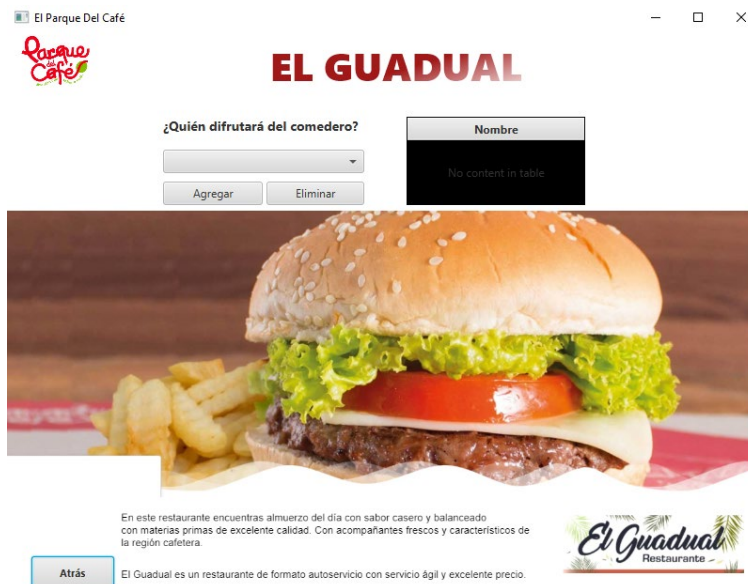 El Parque Del Café
Parque
del
Café
EL GUADUAL
¿Quién difrutará del comedero?
Nombre
No content in table
Agregar
Eliminar
En este restaurante encuentras almuerzo del día con sabor casero y balanceado
con materias primas de excelente calidad. Con acompañantes frescos y característicos de
la región cafetera.
El Guadual
Restaurante
Atrás
El Guadual es un restaurante de formato autoservicio con servicio ágil y excelente precio.